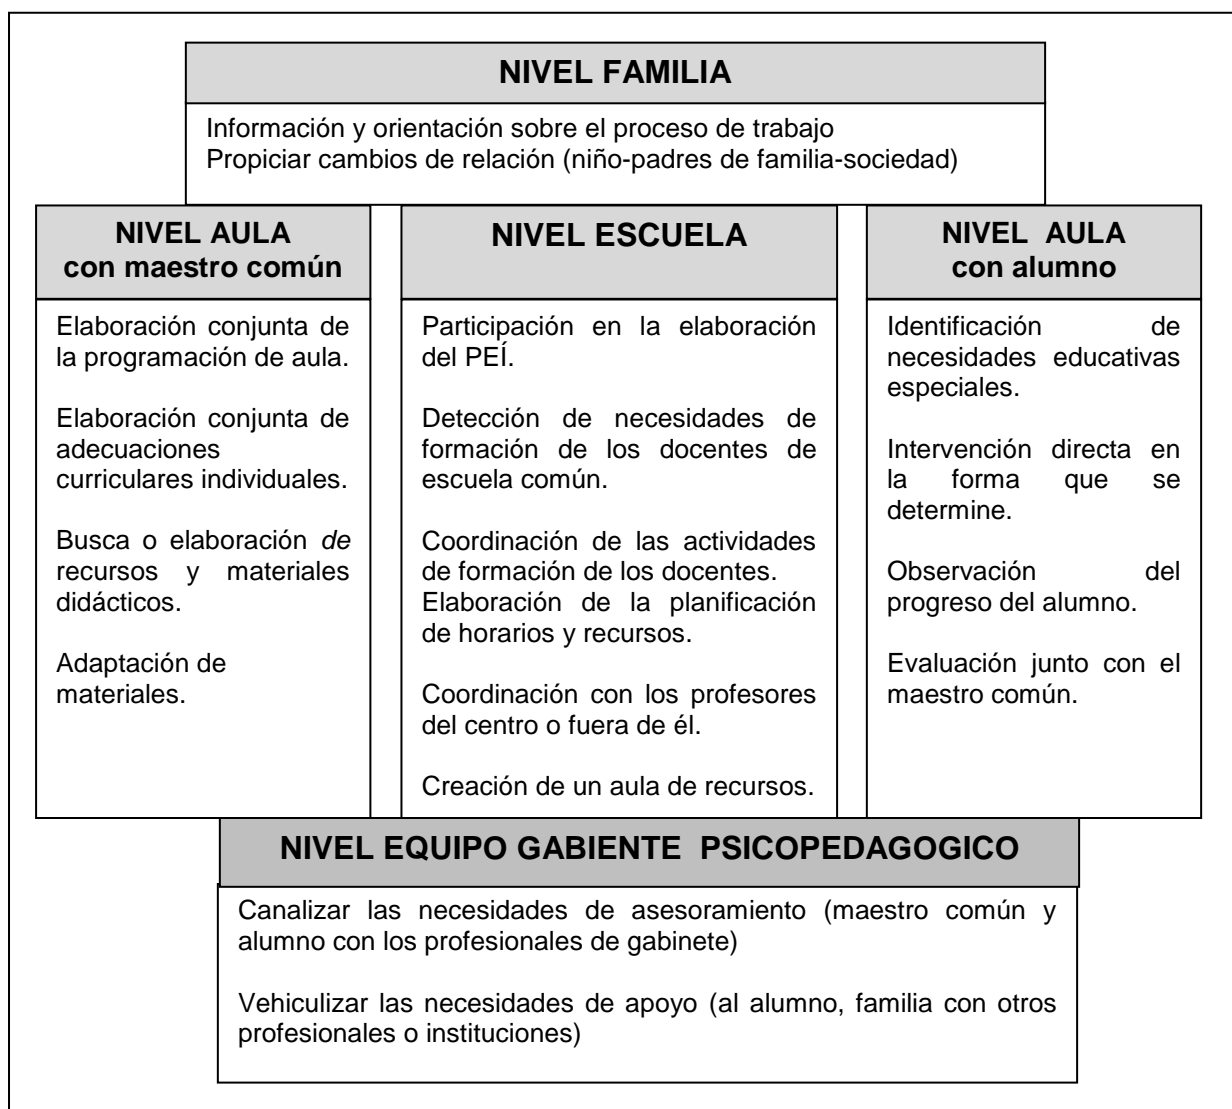 NIVEL FAMILIA
Información y orientación sobre el proceso de trabajo
Propiciar cambios de relación (niño-padres de familia-sociedad)
NIVEL AULA
con maestro común
Elaboración conjunta de
la programación de aula.
Elaboración conjunta de
adecuaciones
curriculares individuales.
Busca o elaboración de
recursos y materiales
didácticos.
Adaptación de
materiales.
NIVEL ESCUELA
Participación en la elaboración
del PEÍ.
Detección de necesidades de
formación de los docentes de
escuela común.
Coordinación de las actividades
de formación de los docentes.
Elaboración de la planificación
de horarios y recursos.
Coordinación con los profesores
del centro o fuera de él.
Creación de un aula de recursos.
NIVEL AULA
con alumno
Identificación de
necesidades educativas
especiales.
Intervención directa en
la forma que se
determine.
Observación del
progreso del alumno.
Evaluación junto con el
maestro común.
NIVEL EQUIPO GABIENTE PSICOPEDAGOGICO
Canalizar las necesidades de asesoramiento (maestro común y
alumno con los profesionales de gabinete)
Vehiculizar las necesidades de apoyo (al alumno, familia con otros
profesionales o instituciones)